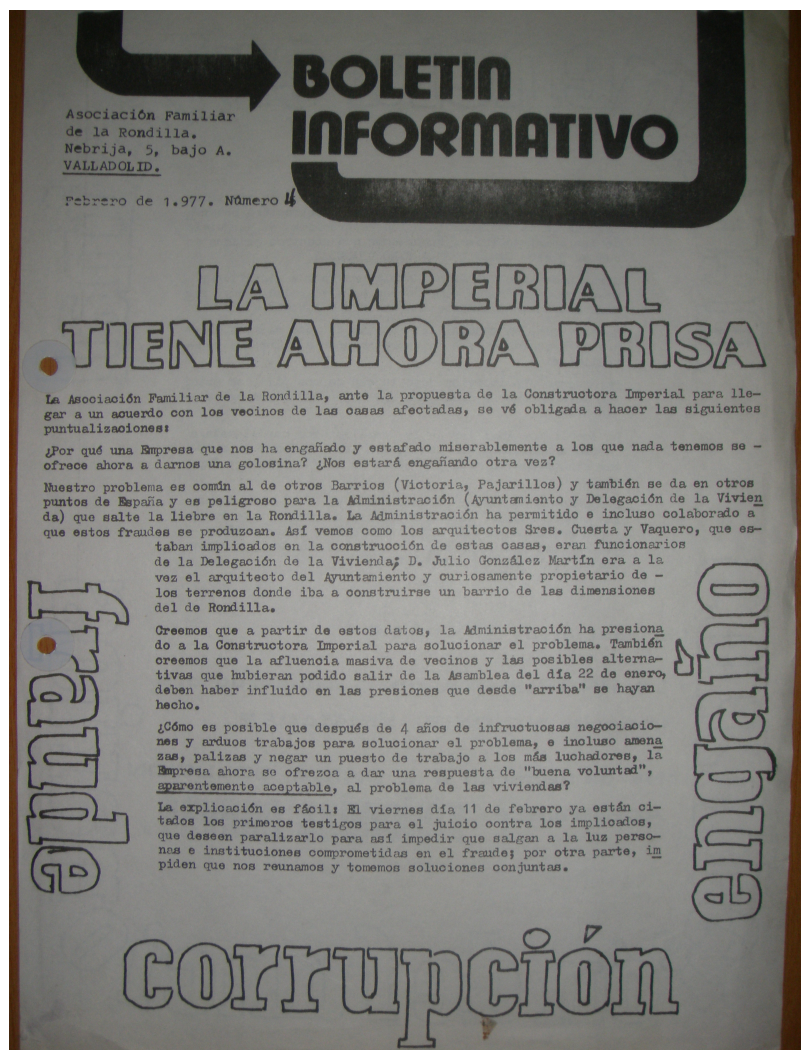 BOLETIN
INFORMATIVO
Asociación Familiar
de la Rondilla.
Nebrija, 5, bajo A.
VALLADOLID.
Febrero de 1.977. Número 4
LA IMPERIAL
TIENE AHORA PRISA
La Asociación Familiar de la Rondilla, ante la propuesta de la Constructora Imperial para lle-
gar a un acuerdo con los vecinos de las casas afectadas, se vé obligada a hacer las siguientes
puntualizaciones:
¿Por qué una Empresa que nos ha engañado y estafado miserablemente a los que nada tenemos se -
ofrece ahora a darnos una golosina? ¿Nos estará engañando otra vez?
Nuestro problema es común al de otros Barrios (Victoria, Pajarillos) y también se da en otros
puntos de España y es peligroso para la Administración (Ayuntamiento y Delegación de la Vivien
da) que salte la liebre en la Rondilla. La Administración ha permitido e incluso colaborado a
que estos fraudes se produzcan. Así vemos como los arquitectos Sres. Cuesta y Vaquero, que es-
taban implicados en la construcción de estas casas, eran funcionarios
de la Delegación de la Vivienda; D. Julio González Martín era a la
vez el arquitecto del Ayuntamiento y curiosamente propietario de -
los terrenos donde iba a construirse un barrio de las dimensiones
del de Rondilla.
Creemos que a partir de estos datos, la Administración ha presiona
do a la Constructora Imperial para solucionar el problema. También
creemos que la afluencia masiva de vecinos y las posibles alterna-
tivas que hubieran podido salir de la Asamblea del día 22 de enero,
deben haber influido en las presiones que desde "arriba" se hayan
hecho.
¿Cómo es posible que después de 4 años de infructuosas negociacio-
nes y arduos trabajos para solucionar el problema, e incluso amena
zas, palizas y negar un puesto de trabajo a los más luchadores, la
Empresa ahora se ofrezca a dar una respuesta de "buena voluntad",
aparentemente aceptable, al problema de las viviendas?
La explicación es fácil: El viernes día 11 de febrero ya están ci-
tados los primeros testigos para el juicio contra los implicados,
que deseen paralizarlo para así impedir que salgan a la luz perso-
nas e instituciones comprometidas en el fraude; por otra parte, im
piden que nos reunamos y tomemos soluciones conjuntas.
fraude
engaño
corrupción